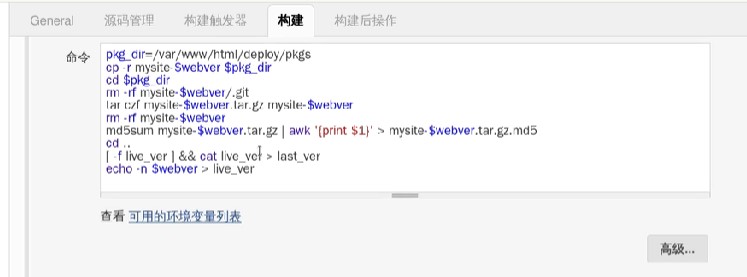 General 源码管理 构建触发器 构建 构建后操作
命令 pkg_dir=/var/www/html/deploy/pkgs
cp -r mysite-$webver $pkg_dir
cd $pkg_dir
rm -rf mysite-$webver/.git
tar czf mysite-$webver.tar.gz mysite-$webver
rm -rf mysite-$webver
md5sum mysite-$webver.tar.gz | awk '{print $1}' > mysite-$webver.tar.gz.md5
cd ..
[ -f live_ver ] && cat live_ver > last_ver
echo -n $webver > live_ver
查看 可用的环境变量列表
高级...